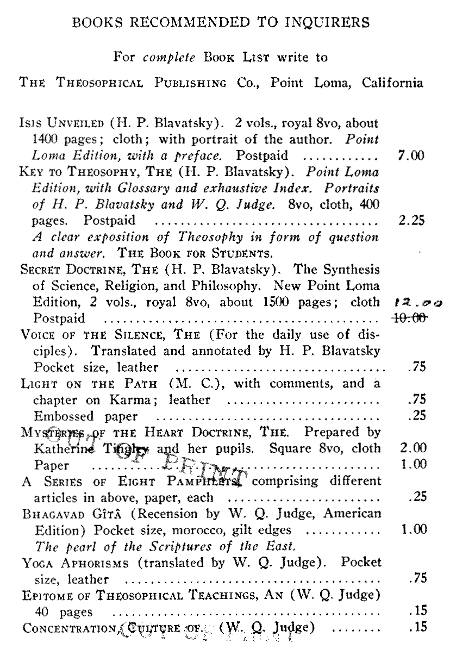 BOOKS RECOMMENDED TO INQUIRERS
For complete BOOK LIST write to
THE THEOSOPHICAL PUBLISHING CO., POINT LOMA, CALIFORNIA
ISIS UNVEILED (H. P. Blavatsky). 2 vols., royal 8vo, about
1400 pages; cloth; with portrait of the author. Point
Loma Edition, with a preface. Postpaid ............ 7.00
KEY TO THEOSOPHY, THE (H. P. Blavatsky). Point Loma
Edition, with Glossary and exhaustive Index. Portraits
of H. P. Blavatsky and W. Q. Judge. 8vo, cloth, 400
pages. Postpaid ................................... 2.25
A clear exposition of Theosophy in form of question
and answer. THE BOOK FOR STUDENTS.
SECRET DOCTRINE, THE (H. P. Blavatsky). The Synthesis
of Science, Religion, and Philosophy. New Point Loma
Edition, 2 vols., royal 8vo, about 1500 pages; cloth 12.00
Postpaid ...................................... 10.00
VOICE OF THE SILENCE, THE (For the daily use of dis-
ciples). Translated and annotated by H. P. Blavatsky
Pocket size, leather ............................... .75
LIGHT ON THE PATH (M. C.), with comments, and a
chapter on Karma; leather ......................... .75
Embossed paper .................................... .25
MYSTERIES OF THE HEART DOCTRINE, THE. Prepared by
Katherine Tingley and her pupils. Square 8vo, cloth 2.00
Paper ............................................. 1.00
OUT OF PRINT
A SERIES OF EIGHT PAMPHLETS, comprising different
articles in above, paper, each ..................... .25
BHAGAVAD GÎTÂ (Recension by W. Q. Judge, American
Edition) Pocket size, morocco, gilt edges ............ 1.00
The pearl of the Scriptures of the East.
YOGA APHORISMS (translated by W. Q. Judge). Pocket
size, leather ...................................... .75
EPITOME OF THEOSOPHICAL TEACHINGS, AN (W. Q. Judge)
40 pages .......................................... .15
CONCENTRATION, CULTURE OF. (W. Q. Judge) ........ .15
OUT OF PRINT